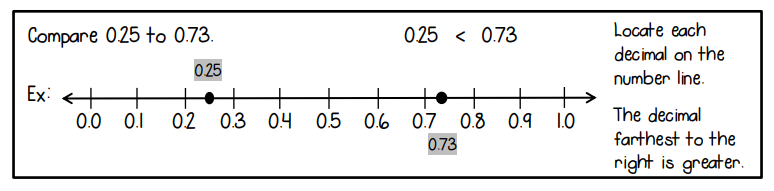 Compare 0.25 to 0.73.
0.25 < 0.73
0.25
Ex:
0.0 0.1 0.2 0.3 0.4 0.5 0.6 0.7 0.8 0.9 1.0
0.73
Locate each
decimal on the
number line.
The decimal
farthest to the
right is greater.